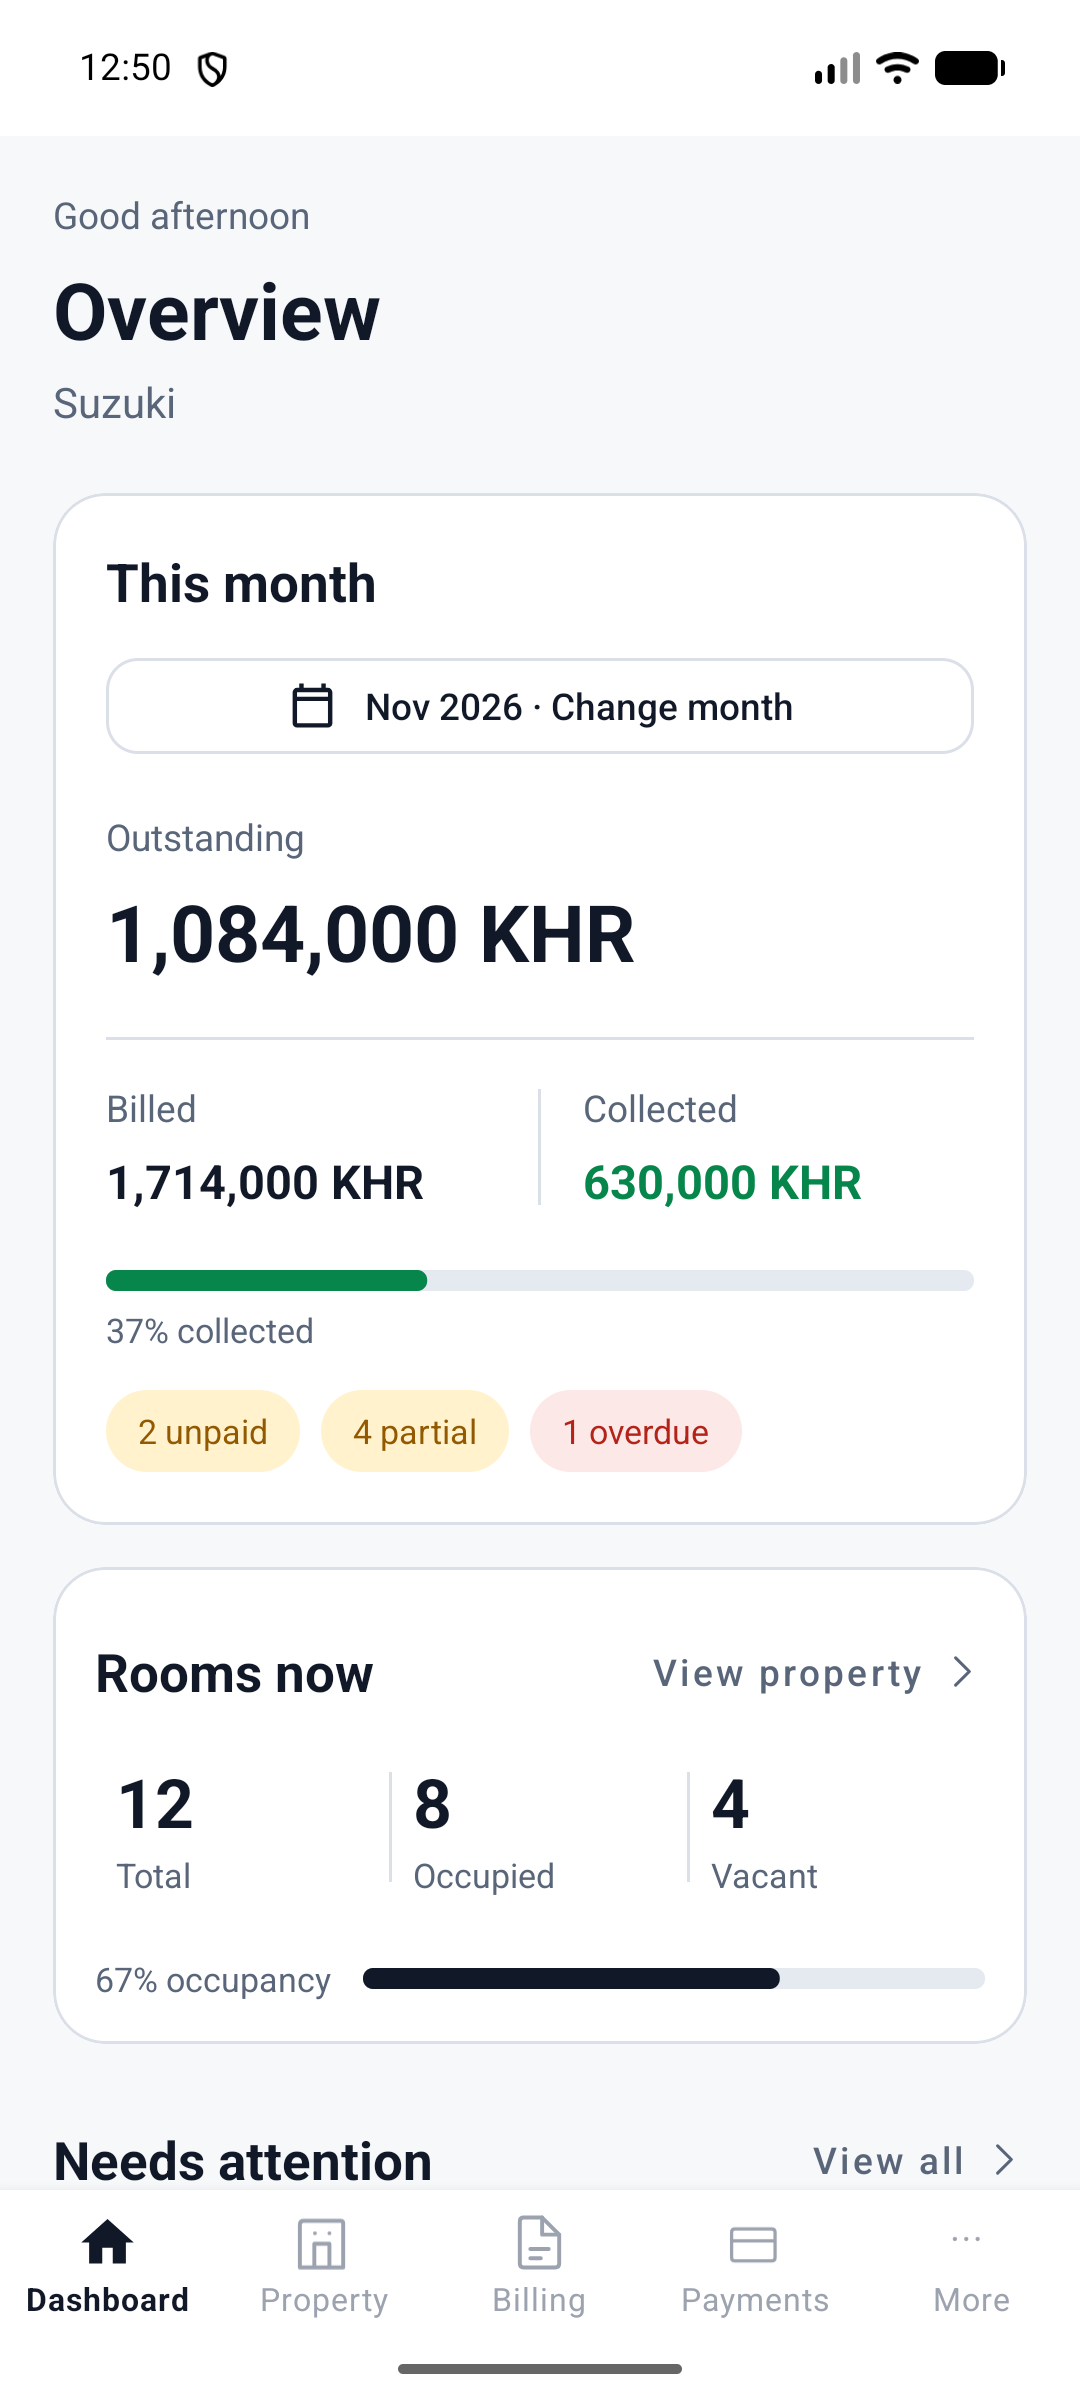 12:50
Good afternoon
Overview
Suzuki
This month
Nov 2026 · Change month
Outstanding
1,084,000 KHR
Billed
Collected
1,714,000 KHR
630,000 KHR
37% collected
2 unpaid
4 partial
1 overdue
Rooms now
View property
12
8
4
Total
Occupied
Vacant
67% occupancy
Needs attention
View all
Dashboard
Property
Billing
Payments
More